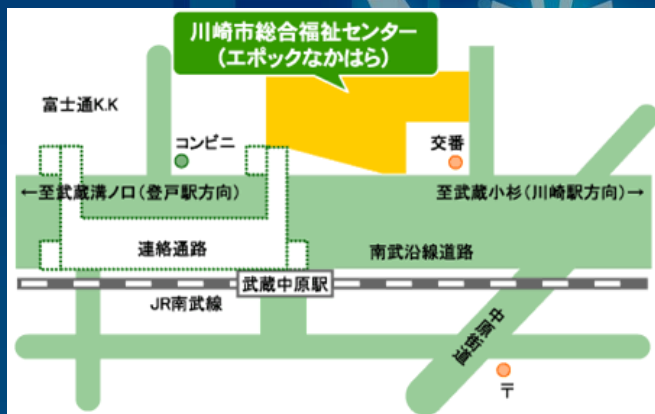 川崎市総合福祉センター
(エポックなかはら)
富士通K.K
コンビニ
交番
←至武蔵溝ノ口(登戸駅方向)
至武蔵小杉(川崎駅方向)→
連絡通路
南武沿線道路
武蔵中原駅
JR南武線
中原街道
〒